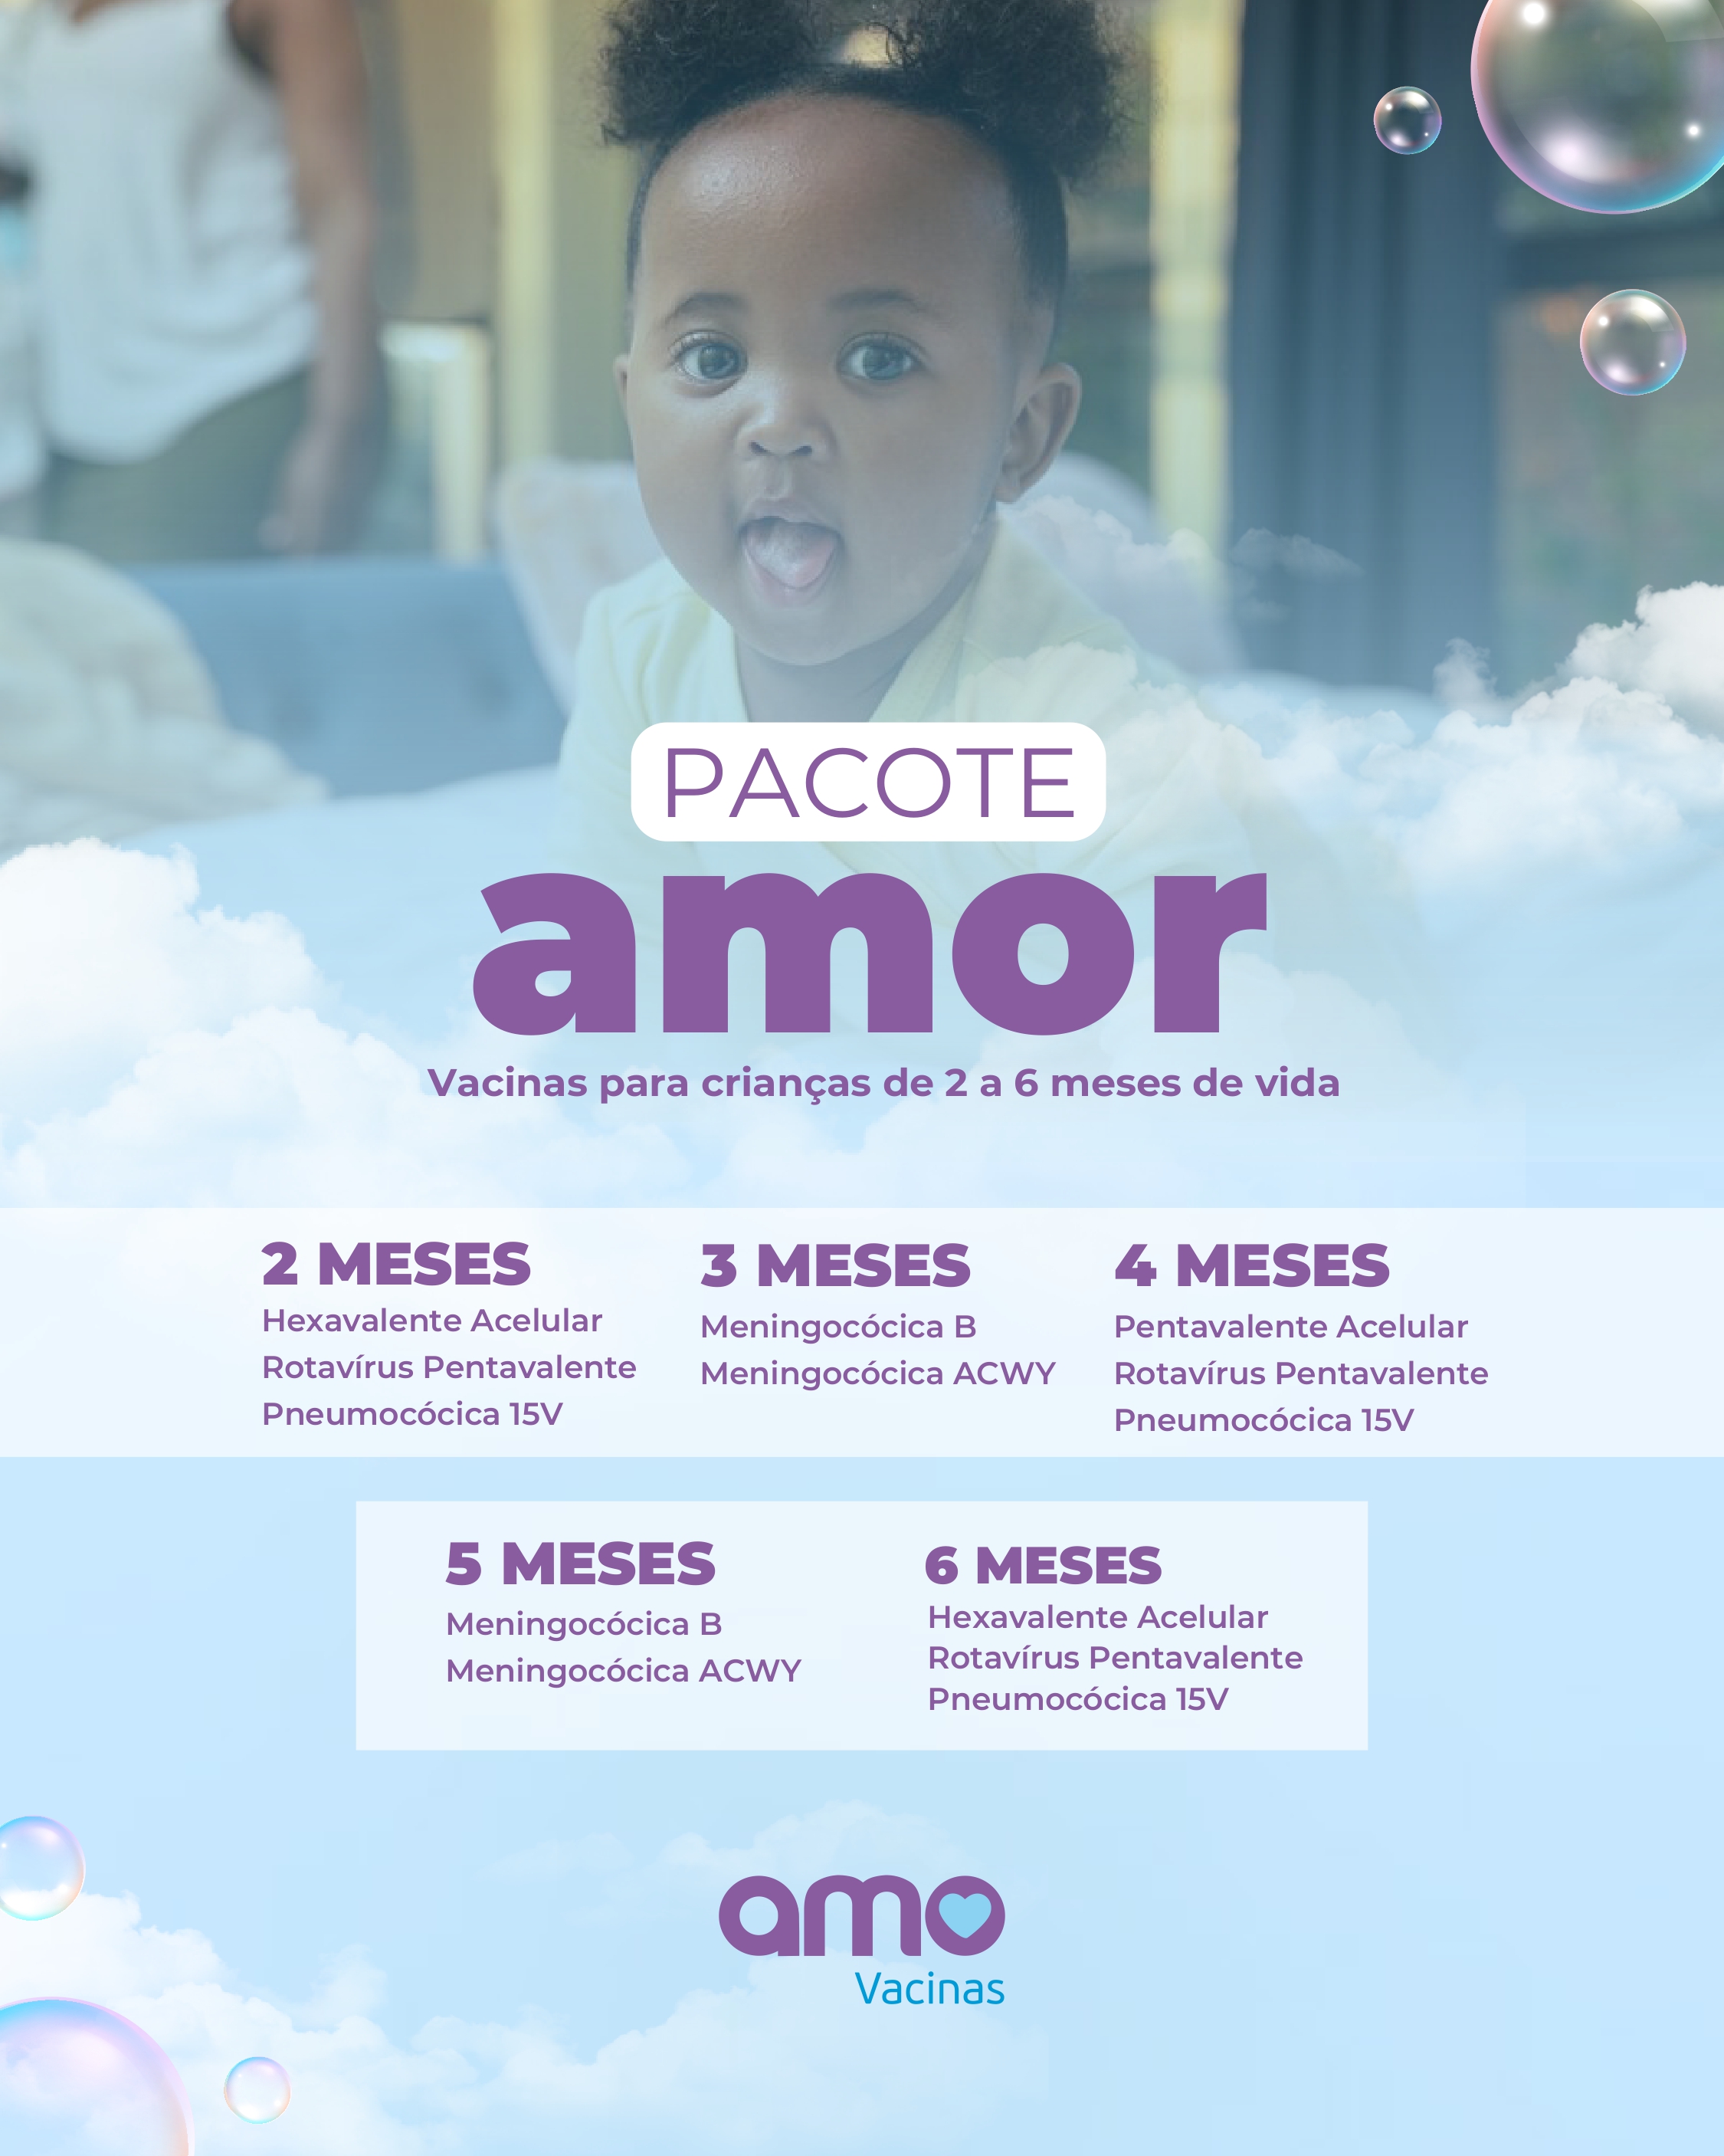 PACOTE
amor
Vacinas para crianças de 2 a 6 meses de vida
2 MESES
Hexavalente Acelular
Rotavírus Pentavalente
Pneumocócica 15V
3 MESES
Meningocócica B
Meningocócica ACWY
4 MESES
Pentavalente Acelular
Rotavírus Pentavalente
Pneumocócica 15V
5 MESES
Meningocócica B
Meningocócica ACWY
6 MESES
Hexavalente Acelular
Rotavírus Pentavalente
Pneumocócica 15V
amo
Vacinas